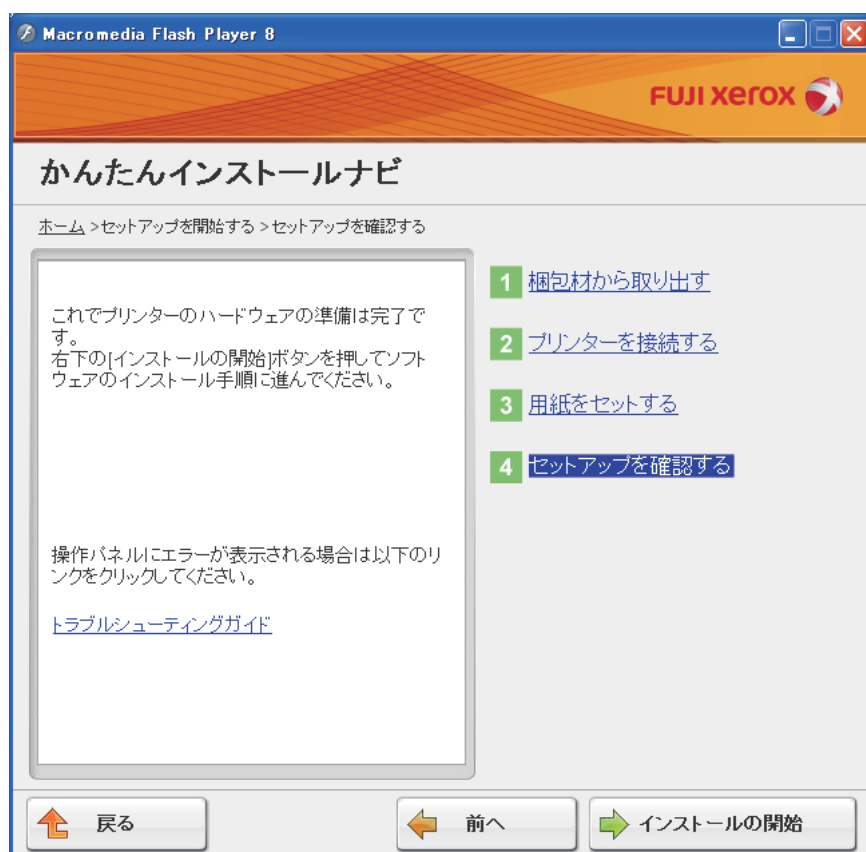 Macromedia Flash Player 8
FUJI xerox
かんたんインストールナビ
ホーム >セットアップを開始する >セットアップを確認する
これでプリンターのハードウェアの準備は完了で
す。
右下の[インストールの開始]ボタンを押してソフト
ウェアのインストール手順に進んでください。
操作パネルにエラーが表示される場合は以下のリ
ンクをクリックしてください。
トラブルシューティングガイド
1 梱包材から取り出す
2 プリンターを接続する
3 用紙をセットする
4 セットアップを確認する
戻る
前へ
インストールの開始